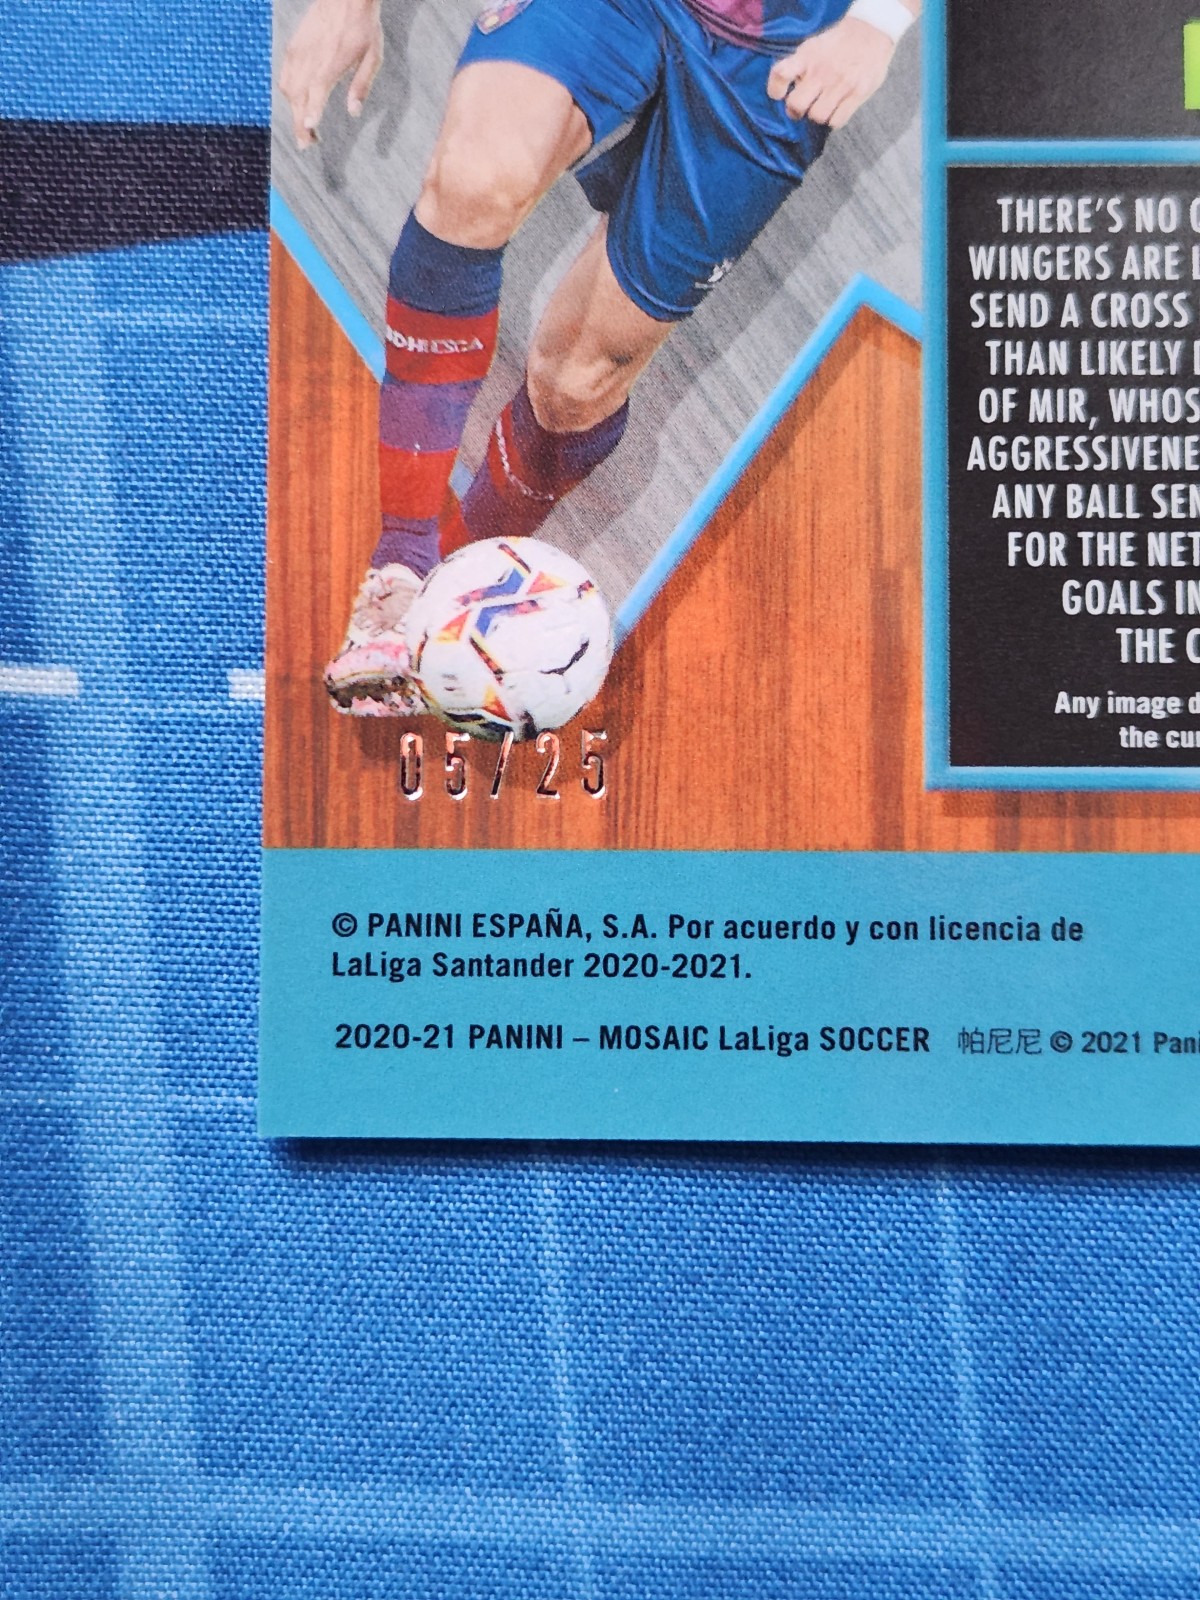 SDHUESCA
THERE'S NO
WINGERS ARE
SEND A CROSS
THAN LIKELY
OF MIR, WHOS
AGGRESSIVENE
ANY BALL SEN
FOR THE NET
GOALS IN
THE
Any image d
the cur
05/25
© PANINI ESPAÑA, S.A. Por acuerdo y con licencia de
LaLiga Santander 2020-2021.
2020-21 PANINI – MOSAIC LaLiga SOCCER 帕尼尼 © 2021 Pani